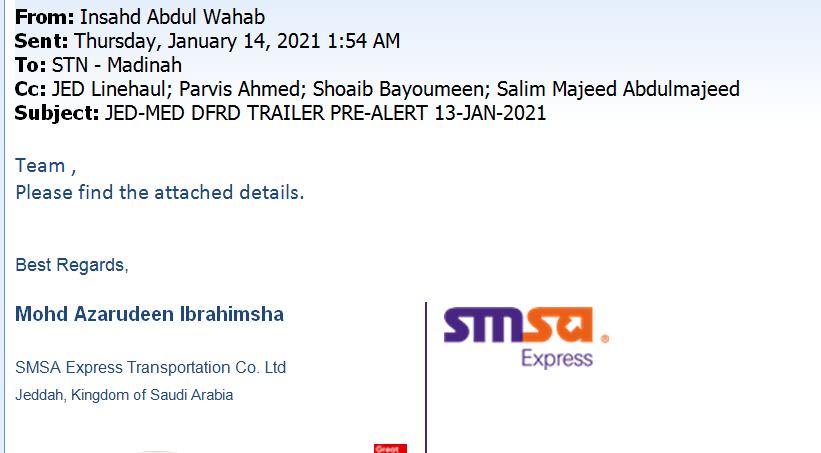 From: Insahd Abdul Wahab
Sent: Thursday, January 14, 2021 1:54 AM
To: STN - Madinah
Cc: JED Linehaul; Parvis Ahmed; Shoaib Bayoumeen; Salim Majeed Abdulmajeed
Subject: JED-MED DFRD TRAILER PRE-ALERT 13-JAN-2021
Team ,
Please find the attached details.
Best Regards,
Mohd Azarudeen Ibrahimsha
SMSA Express Transportation Co. Ltd
Jeddah, Kingdom of Saudi Arabia
smsa ®
Express
Great